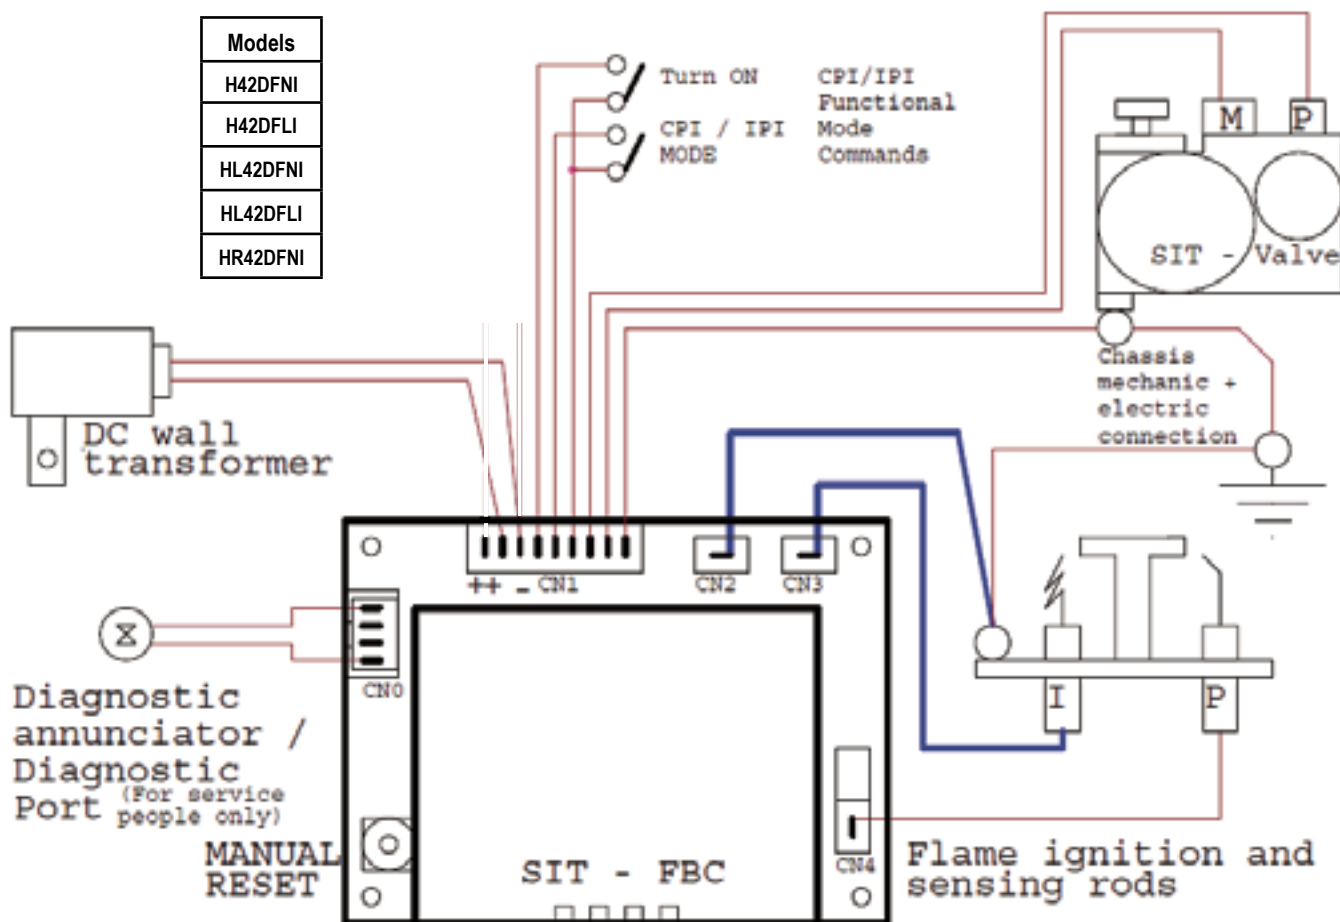 Models
H42DFNI
H42DFLI
HL42DFNI
HL42DFLI
HR42DFNI
Turn ON
CPI / IPI
MODE
CPI/IPI
Functional
Mode
Commands
M
P
SIT - Valve
Chassis
mechanic +
electric
connection
DC wall
transformer
++ - CN1
CN2
CN3
CN0
Diagnostic
annunciator /
Diagnostic
Port (For service
people only)
MANUAL
RESET
SIT - FBC
CN4
I
P
Flame ignition and
sensing rods